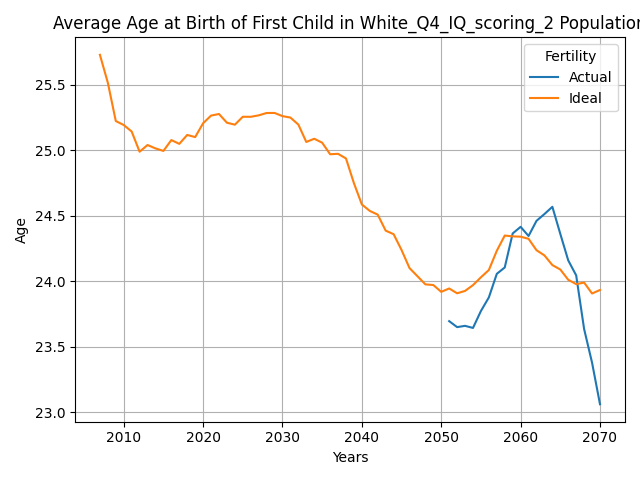 Average Age at Birth of First Child in White_Q4_IQ_scoring_2 Population
Fertility
Actual
Ideal
25.5
25.0
24.5
24.0
23.5
23.0
Age
2010 2020 2030 2040 2050 2060 2070
Years